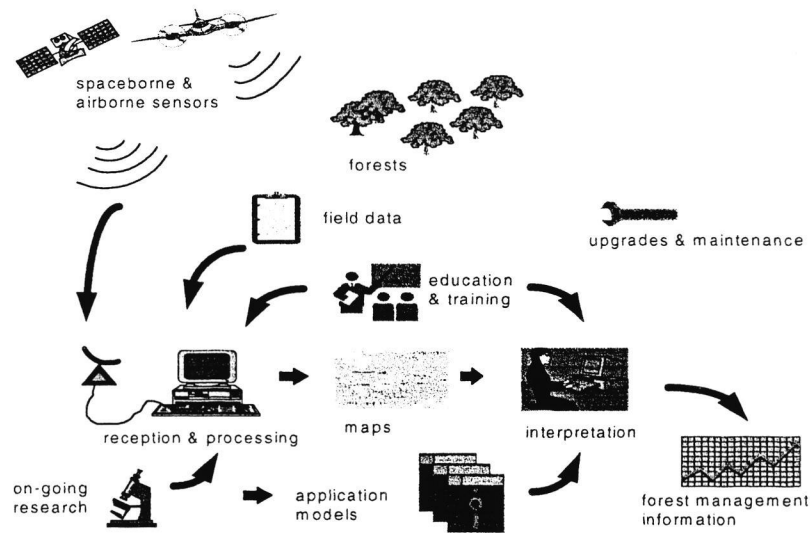 spaceborne &
airborne sensors
forests
field data
upgrades & maintenance
education
& training
reception & processing
maps
interpretation
on-going
research
application
models
forest management
information